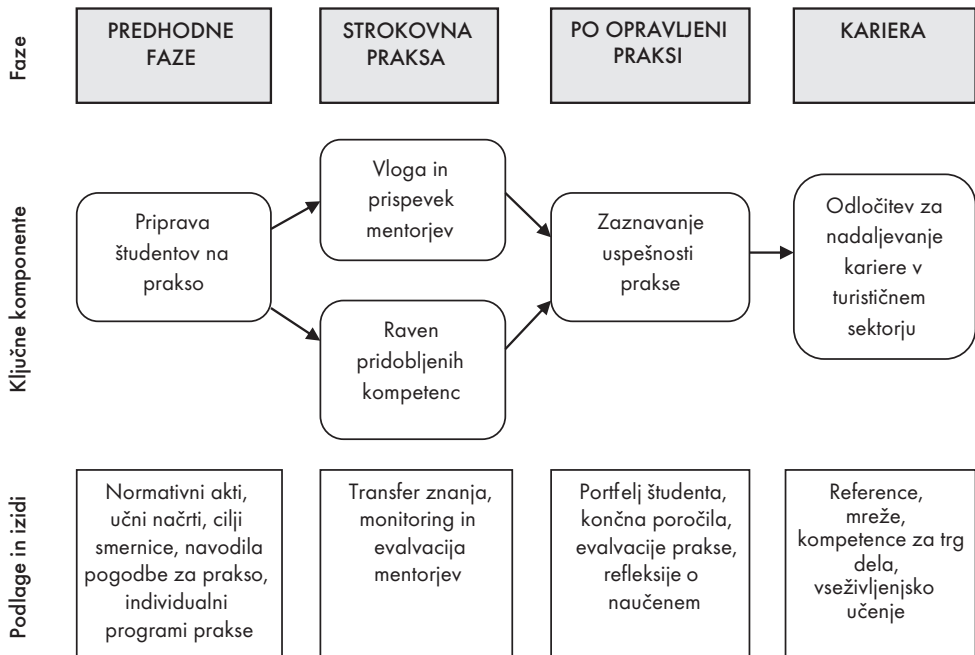 Faze
PREDHODNE
FAZE
STROKOVNA
PRAKSA
PO OPRAVLJENI
PRAKSI
KARIERA
Ključne komponente
Priprava
študentov na
prakso
Vloga in
prispevek
mentorjev
Raven
pridobljenih
kompetenc
Zaznavanje
uspešnosti
prakse
Odločitev za
nadaljevanje
kariere v
turističnem
sektorju
Podlage in izidi
Normativni akti,
učni načrti, cilji
smernice, navodila
pogodbe za prakso,
individualni
programi prakse
Transfer znanja,
monitoring in
evalvacija
mentorjev
Portfelj študenta,
končna poročila,
evalvacije prakse,
refleksije o
naučenem
Reference,
mreže,
kompetence za trg
dela,
vseživljenjsko
učenje